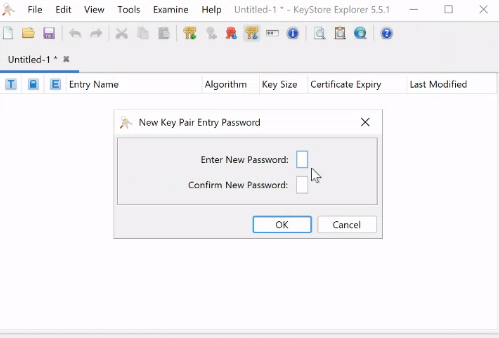 File Edit View Tools Examine Help Untitled-1 * - KeyStore Explorer 5.5.1
Untitled-1 *
T E Entry Name Algorithm Key Size Certificate Expiry Last Modified
New Key Pair Entry Password
Enter New Password:
Confirm New Password:
OK Cancel